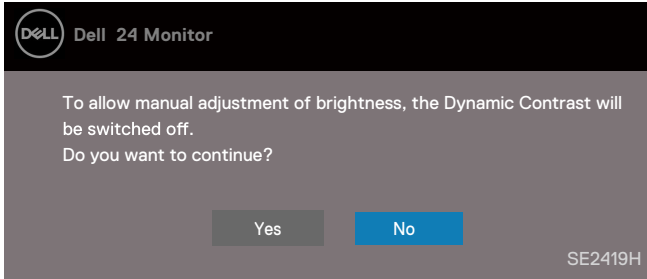 DELL Dell 24 Monitor
To allow manual adjustment of brightness, the Dynamic Contrast will
be switched off.
Do you want to continue?
Yes No
SE2419H